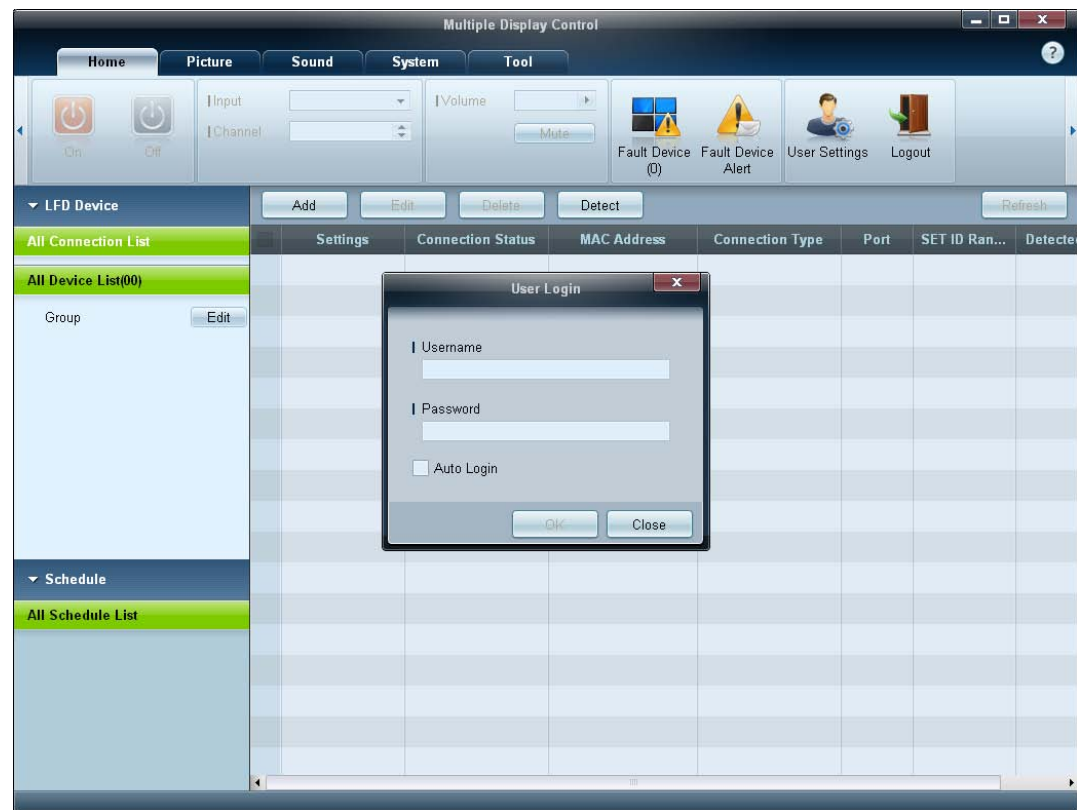 Multiple Display Control
Home Picture Sound System Tool
Input
Channel
On Off
Volume
Mute
Fault Device (0)
Fault Device Alert
User Settings
Logout
LFD Device
Add Edit Delete Detect Refresh
All Connection List
Settings Connection Status MAC Address Connection Type Port SET ID Ran... Detecte
All Device List(00)
Group Edit
User Login
Username
Password
Auto Login
OK Close
Schedule
All Schedule List